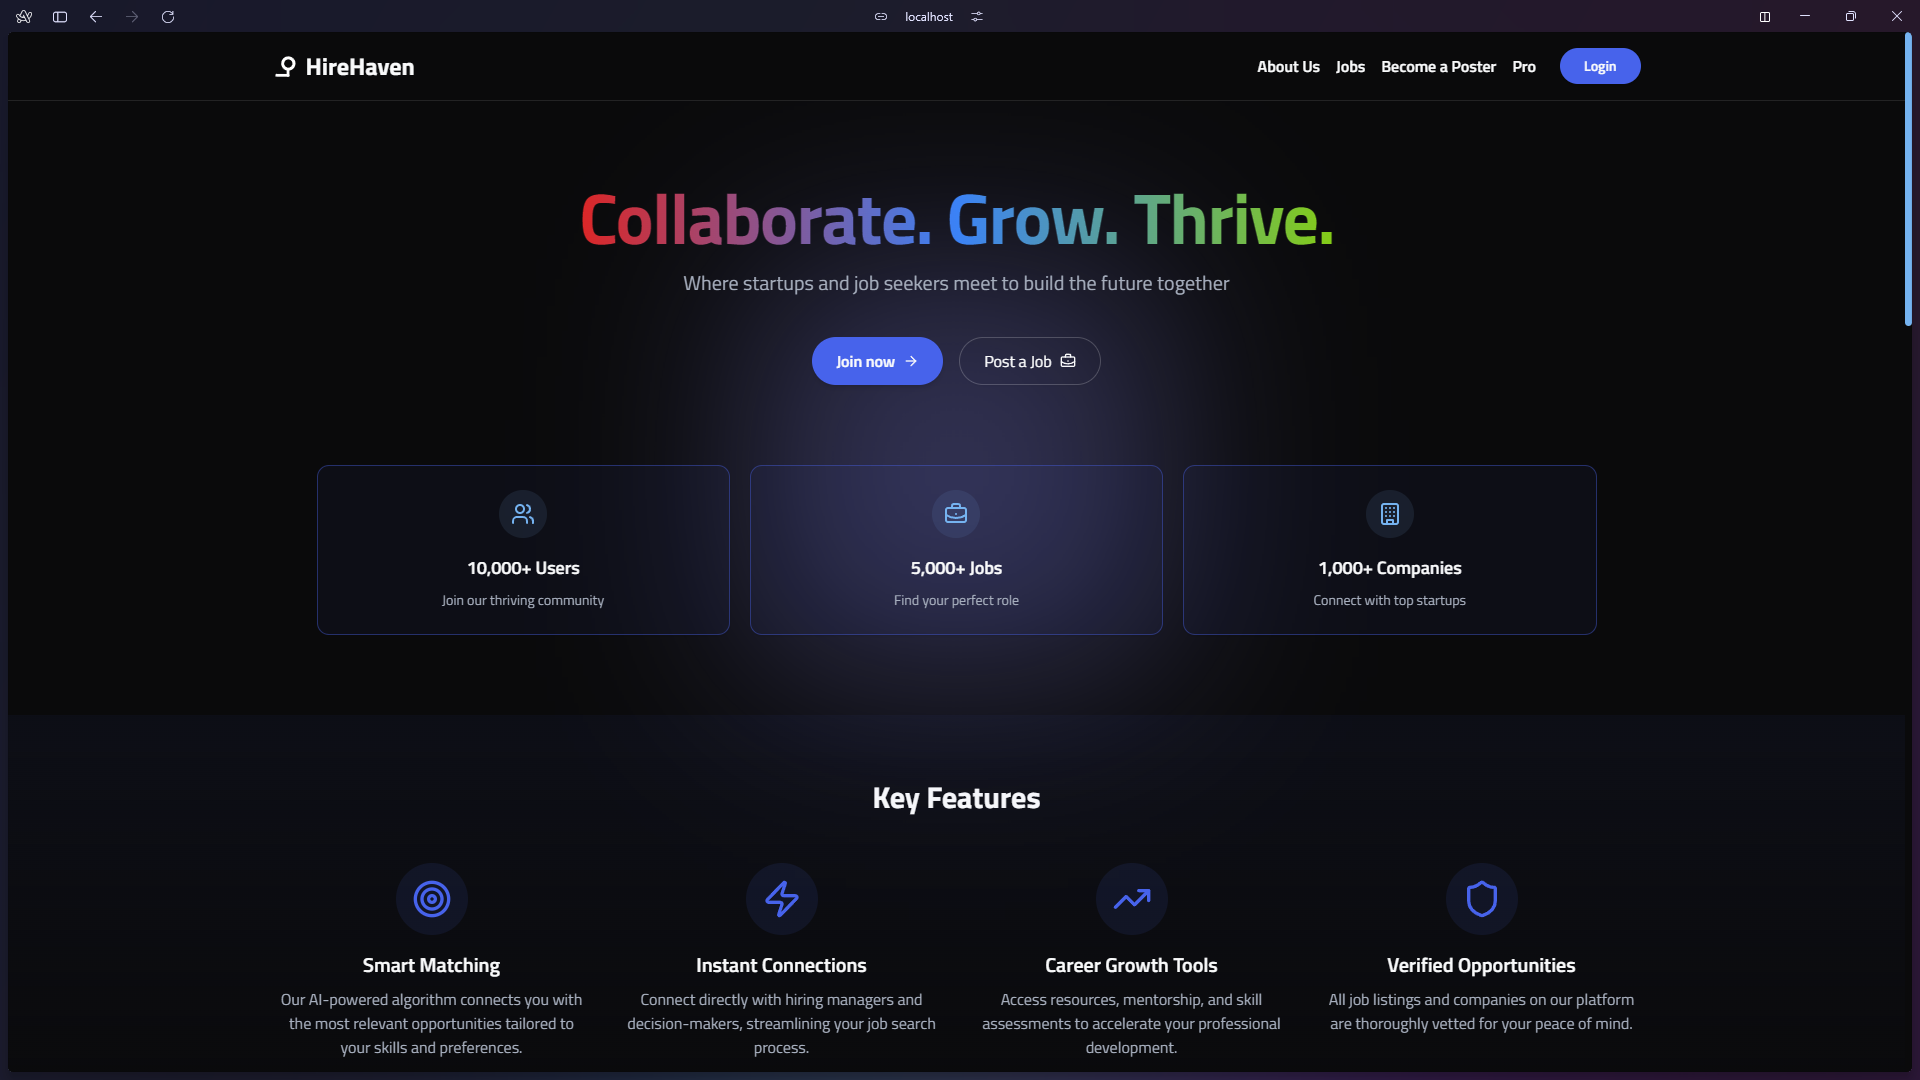 localhost
HireHaven
About Us Jobs Become a Poster Pro Login
Collaborate. Grow. Thrive.
Where startups and job seekers meet to build the future together
Join now Post a Job
10,000+ Users
Join our thriving community
5,000+ Jobs
Find your perfect role
1,000+ Companies
Connect with top startups
Key Features
Smart Matching
Our AI-powered algorithm connects you with
the most relevant opportunities tailored to
your skills and preferences.
Instant Connections
Connect directly with hiring managers and
decision-makers, streamlining your job search
process.
Career Growth Tools
Access resources, mentorship, and skill
assessments to accelerate your professional
development.
Verified Opportunities
All job listings and companies on our platform
are thoroughly vetted for your peace of mind.